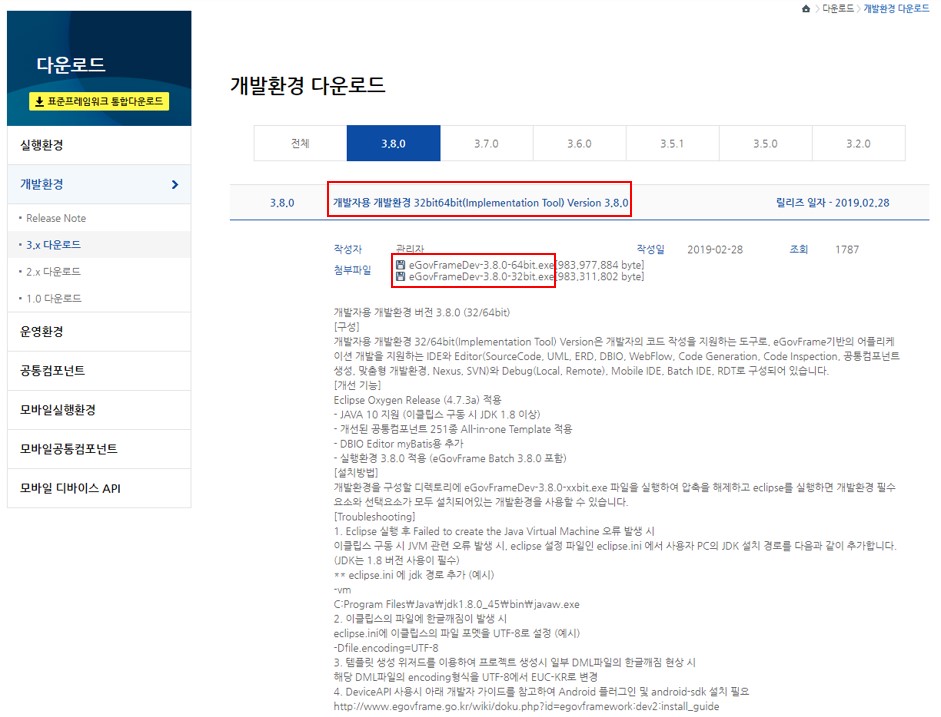 다운로드 > 개발환경 다운로드
다운로드
표준프레임워크 통합다운로드
실행환경
개발환경
• Release Note
• 3.x 다운로드
• 2.x 다운로드
• 1.0 다운로드
운영환경
공통컴포넌트
모바일실행환경
모바일공통컴포넌트
모바일 디바이스 API
개발환경 다운로드
전체 3.8.0 3.7.0 3.6.0 3.5.1 3.5.0 3.2.0
3.8.0 개발자용 개발환경 32bit64bit(Implementation Tool) Version 3.8.0 릴리즈 일자 - 2019.02.28
작성자 관리자 작성일 2019-02-28 조회 1787
첨부파일 eGovFrameDev-3.8.0-64bit.exe[983,977,884 byte]
eGovFrameDev-3.8.0-32bit.exe[983,311,802 byte]
개발자용 개발환경 버전 3.8.0 (32/64bit)
[구성]
개발자용 개발환경 32/64bit(Implementation Tool) Version은 개발자의 코드 작성을 지원하는 도구로, eGovFrame기반의 어플리케
이션 개발을 지원하는 IDE와 Editor(SourceCode, UML, ERD, DBIO, WebFlow, Code Generation, Code Inspection, 공통컴포넌트
생성, 맞춤형 개발환경, Nexus, SVN)와 Debug(Local, Remote), Mobile IDE, Batch IDE, RDT로 구성되어 있습니다.
[개선 기능]
Eclipse Oxygen Release (4.7.3a) 적용
- JAVA 10 지원 (이클립스 구동 시 JDK 1.8 이상)
- 개선된 공통컴포넌트 251종 All-in-one Template 적용
- DBIO Editor myBatis용 추가
- 실행환경 3.8.0 적용 (eGovFrame Batch 3.8.0 포함)
[설치방법]
개발환경을 구성할 디렉토리에 eGovFrameDev-3.8.0-xxbit.exe 파일을 실행하여 압축을 해제하고 eclipse를 실행하면 개발환경 필수
요소와 선택요소가 모두 설치되어있는 개발환경을 사용할 수 있습니다.
[Troubleshooting]
1. Eclipse 실행 후 Failed to create the Java Virtual Machine 오류 발생 시
이클립스 구동 시 JVM 관련 오류 발생 시, eclipse 설정 파일인 eclipse.ini 에서 사용자 PC의 JDK 설치 경로를 다음과 같이 추가합니다.
(JDK는 1.8 버전 사용이 필수)
** eclipse.ini 에 jdk 경로 추가 (예시)
-vm
C:Program Files₩Java₩jdk1.8.0_45₩bin₩javaw.exe
2. 이클립스의 파일에 한글깨짐이 발생 시
eclipse.ini에 이클립스의 파일 포멧을 UTF-8로 설정 (예시)
-Dfile.encoding=UTF-8
3. 템플릿 생성 위저드를 이용하여 프로젝트 생성시 일부 DML파일의 한글깨짐 현상 시
해당 DML파일의 encoding형식을 UTF-8에서 EUC-KR로 변경
4. DeviceAPI 사용시 아래 개발자 가이드를 참고하여 Android 플러그인 및 android-sdk 설치 필요
http://www.egovframe.go.kr/wiki/doku.php?id=egovframework:dev2:install_guide